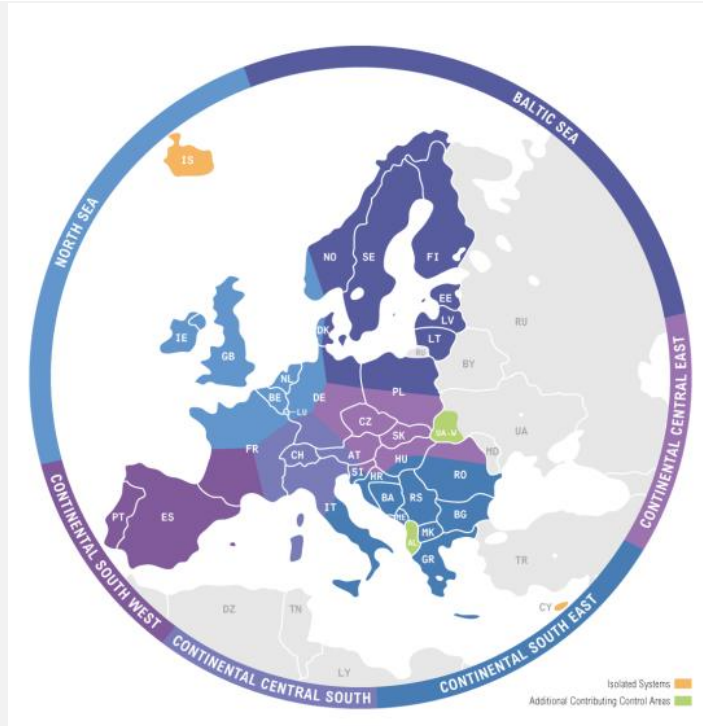 BALTIC SEA
NORTH SEA
IS
NO
SE
FI
EE
RU
LV
DK
LT
IE
GB
RU
BY
NL
BE
DE
PL
LU
CZ
UA-W
UA
SK
MD
FR
CH
AT
HU
SI
HR
RO
CONTINENTAL CENTRAL EAST
PT
ES
IT
BA
RS
ME
BG
MK
AL
GR
TR
CONTINENTAL SOUTH WEST
DZ
TN
CY
LY
CONTINENTAL CENTRAL SOUTH
CONTINENTAL SOUTH EAST
Isolated Systems
Additional Contributing Control Areas